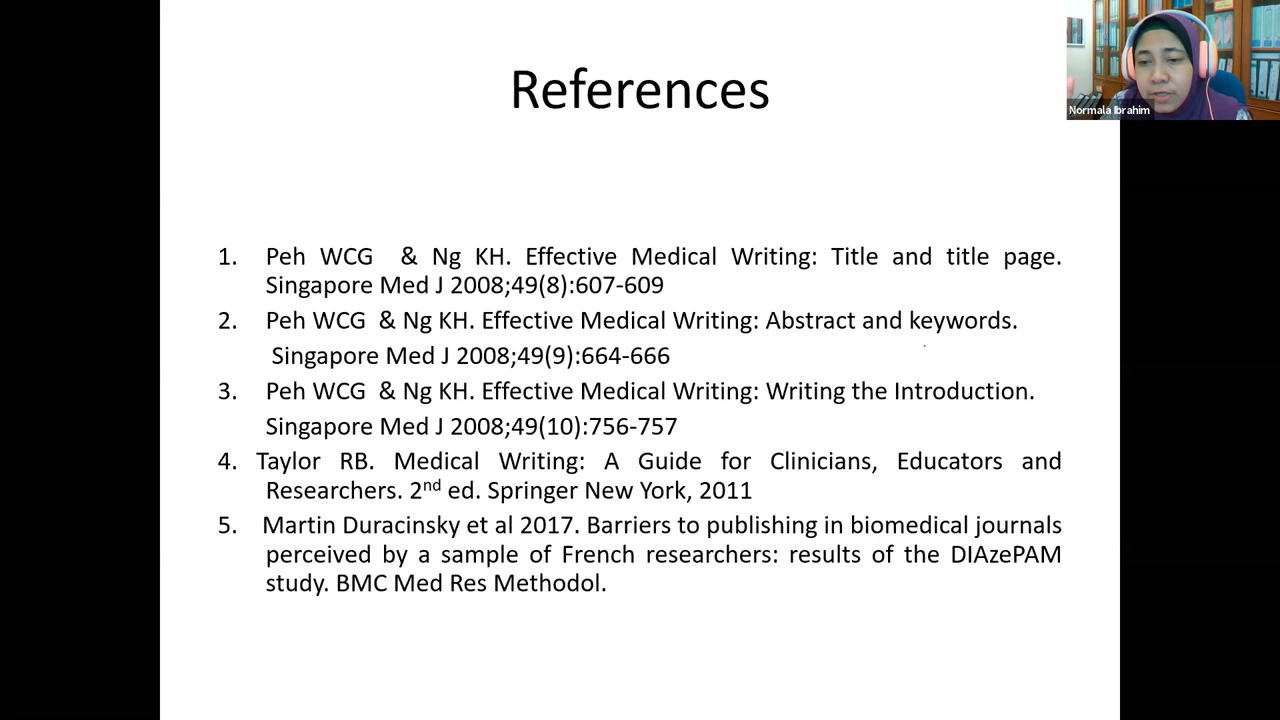 References
Normala Ibrahim
1. Peh WCG & Ng KH. Effective Medical Writing: Title and title page.
Singapore Med J 2008;49(8):607-609
2. Peh WCG & Ng KH. Effective Medical Writing: Abstract and keywords.
Singapore Med J 2008;49(9):664-666
3. Peh WCG & Ng KH. Effective Medical Writing: Writing the Introduction.
Singapore Med J 2008;49(10):756-757
4. Taylor RB. Medical Writing: A Guide for Clinicians, Educators and
Researchers. 2nd ed. Springer New York, 2011
5. Martin Duracinsky et al 2017. Barriers to publishing in biomedical journals
perceived by a sample of French researchers: results of the DIAzePAM
study. BMC Med Res Methodol.